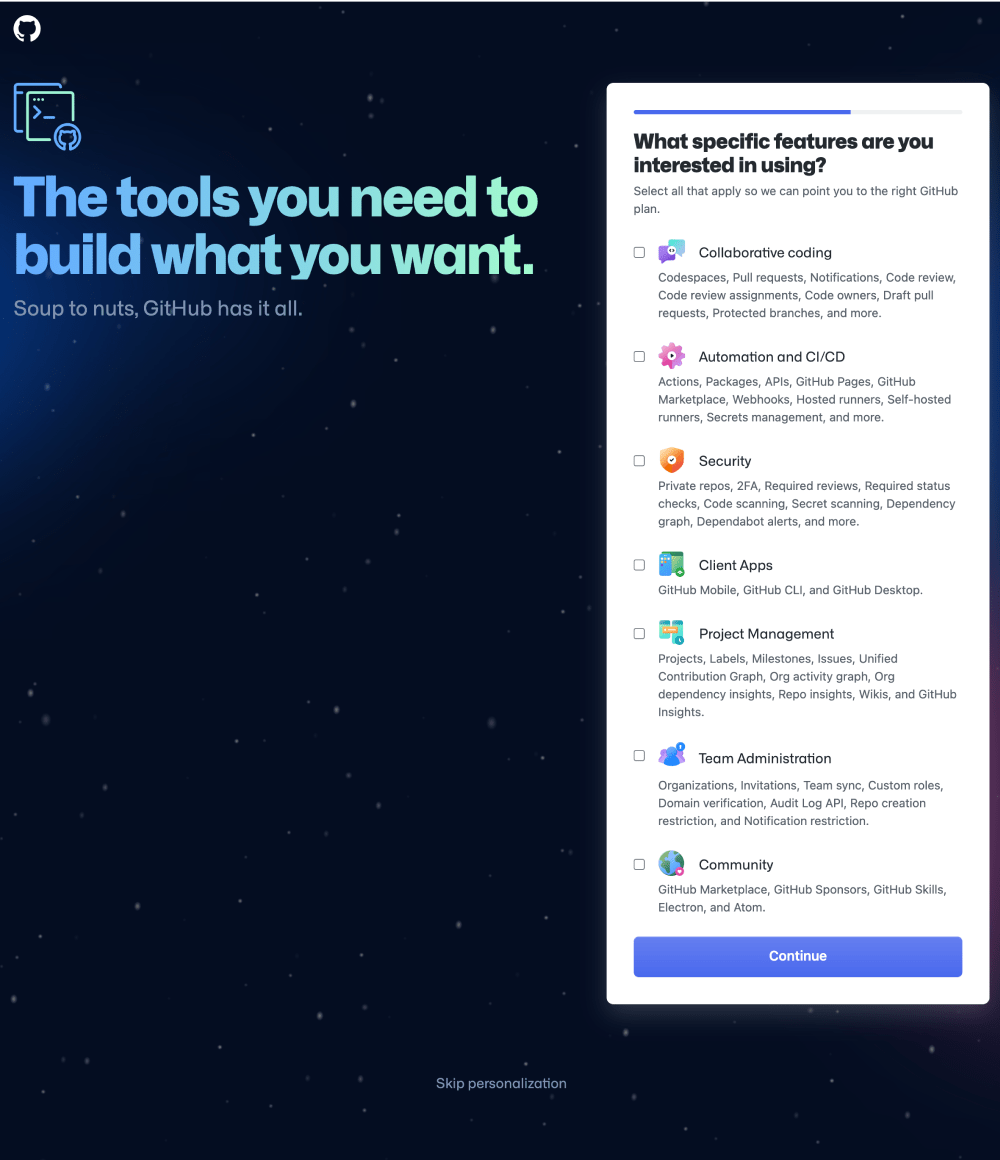 The tools you need to
build what you want.
Soup to nuts, GitHub has it all.
What specific features are you
interested in using?
Select all that apply so we can point you to the right GitHub
plan.
Collaborative coding
Codespaces, Pull requests, Notifications, Code review,
Code review assignments, Code owners, Draft pull
requests, Protected branches, and more.
Automation and CI/CD
Actions, Packages, APIs, GitHub Pages, GitHub
Marketplace, Webhooks, Hosted runners, Self-hosted
runners, Secrets management, and more.
Security
Private repos, 2FA, Required reviews, Required status
checks, Code scanning, Secret scanning, Dependency
graph, Dependabot alerts, and more.
Client Apps
GitHub Mobile, GitHub CLI, and GitHub Desktop.
Project Management
Projects, Labels, Milestones, Issues, Unified
Contribution Graph, Org activity graph, Org
dependency insights, Repo insights, Wikis, and GitHub
Insights.
Team Administration
Organizations, Invitations, Team sync, Custom roles,
Domain verification, Audit Log API, Repo creation
restriction, and Notification restriction.
Community
GitHub Marketplace, GitHub Sponsors, GitHub Skills,
Electron, and Atom.
Continue
Skip personalization